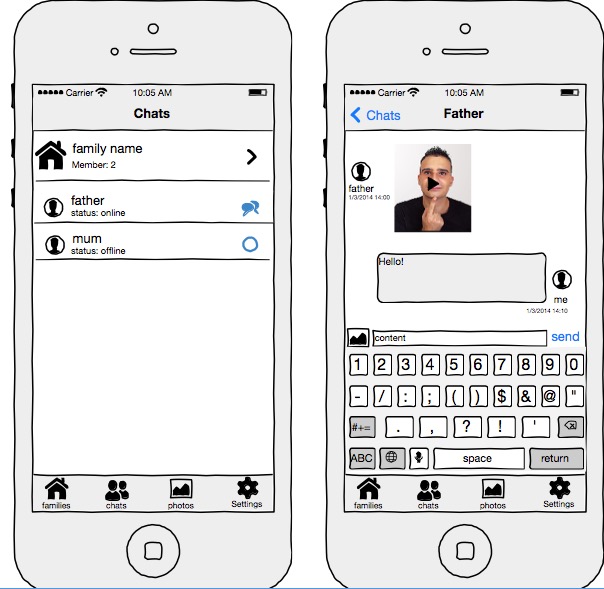 Carrier 10:05 AM
Chats
family name
Member: 2
father
status: online
mum
status: offline
families chats photos Settings
Carrier 10:05 AM
Chats Father
father
1/3/2014 14:00
Hello!
me
1/3/2014 14:10
content send
1 2 3 4 5 6 7 8 9 0
- / : ; ( ) $ & @ "
#+= . , ? ! '
ABC space return
families chats photos Settings